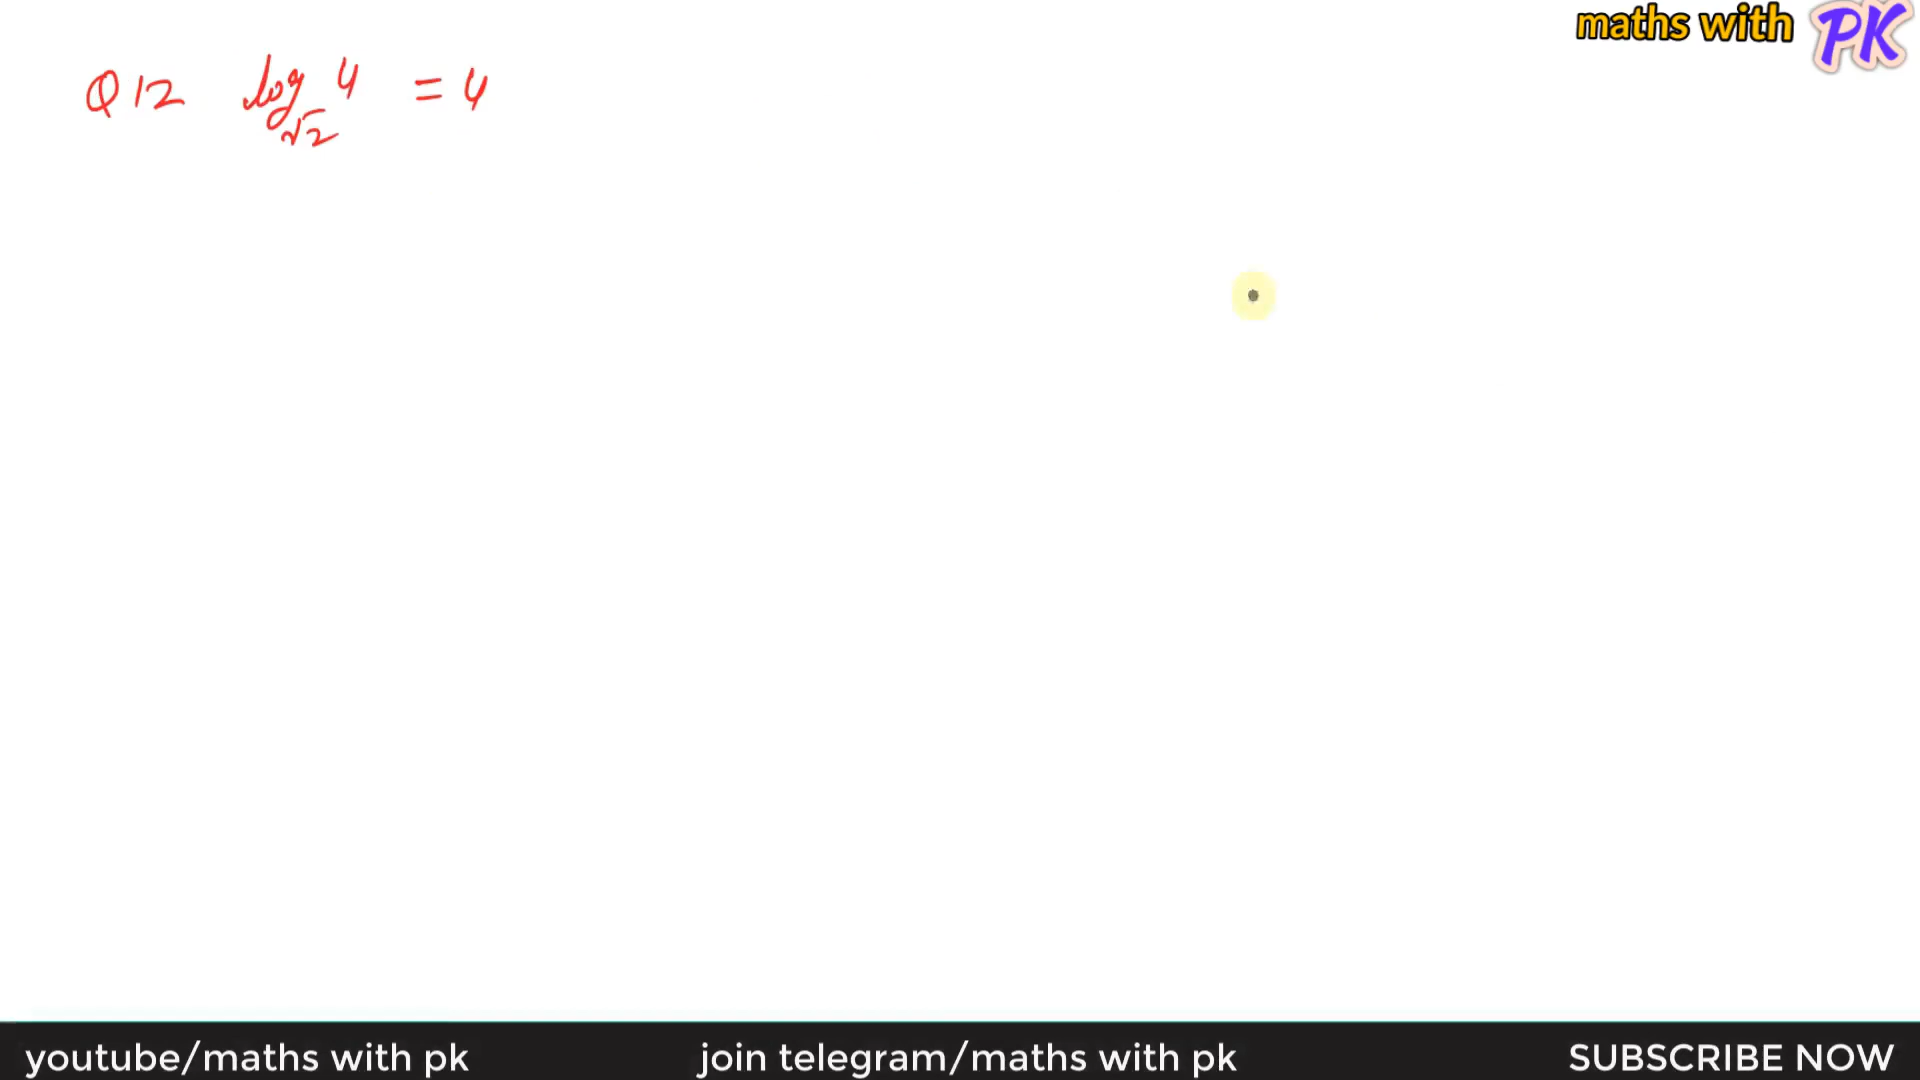 maths with PK
Q12 log√2 4 = 4
youtube/maths with pk
join telegram/maths with pk
SUBSCRIBE NOW